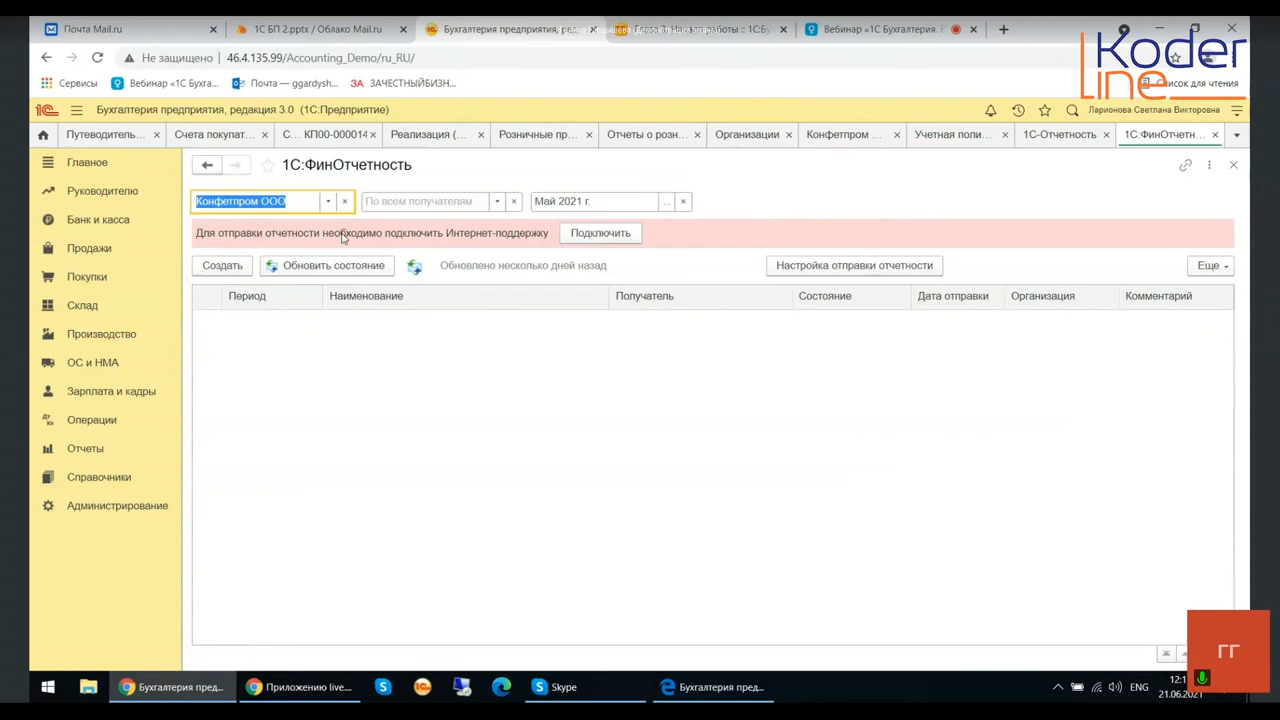 Почта Mail.ru
1С БП 2.pptx / Облако Mail.ru
Бухгалтерия предприятия, ре
Вебинар «1С Бухгалтерия. В
Не защищено
46.4.135.99/Accounting_Demo/ru_RU/
Koder
line
Сервисы
Вебинар «1С Бухга...
Почта — ggardysh...
ЗАЧЕСТНЫЙБИЗН...
Список для чтения
Бухгалтерия предприятия, редакция 3.0 (1С:Предприятие)
Ларионова Светлана Викторовна
Путеводитель...
Счета покупат...
С... КП00-000014
Реализация (...
Розничные пр...
Отчеты о розн...
Организации
Конфетпром ...
Учетная поли...
1С-Отчетность
1С:ФинОтчетн...
Главное
Руководителю
Банк и касса
Продажи
Покупки
Склад
Производство
ОС и НМА
Зарплата и кадры
Операции
Отчеты
Справочники
Администрирование
1С:ФинОтчетность
Конфетпром ООО
По всем получателям
Май 2021 г.
Для отправки отчетности необходимо подключить Интернет-поддержку
Подключить
Создать
Обновить состояние
Обновлено несколько дней назад
Настройка отправки отчетности
Еще
Период
Наименование
Получатель
Состояние
Дата отправки
Организация
Комментарий
ГГ
Бухгалтерия пред...
Приложению live....
Skype
Бухгалтерия пред...
ENG
12:1
21.06.2021